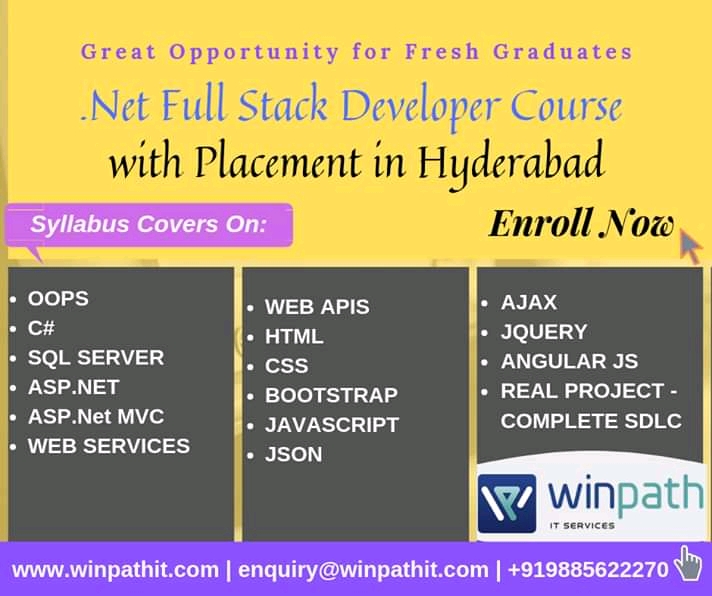 Great Opportunity for Fresh Graduates
.Net Full Stack Developer Course
with Placement in Hyderabad
Syllabus Covers On:
Enroll Now
• OOPS
• C#
• SQL SERVER
• ASP.NET
• ASP.Net MVC
• WEB SERVICES
• WEB APIS
• HTML
• CSS
• BOOTSTRAP
• JAVASCRIPT
• JSON
• AJAX
• JQUERY
• ANGULAR JS
• REAL PROJECT -
COMPLETE SDLC
winpath
IT SERVICES
www.winpathit.com | enquiry@winpathit.com | +919885622270